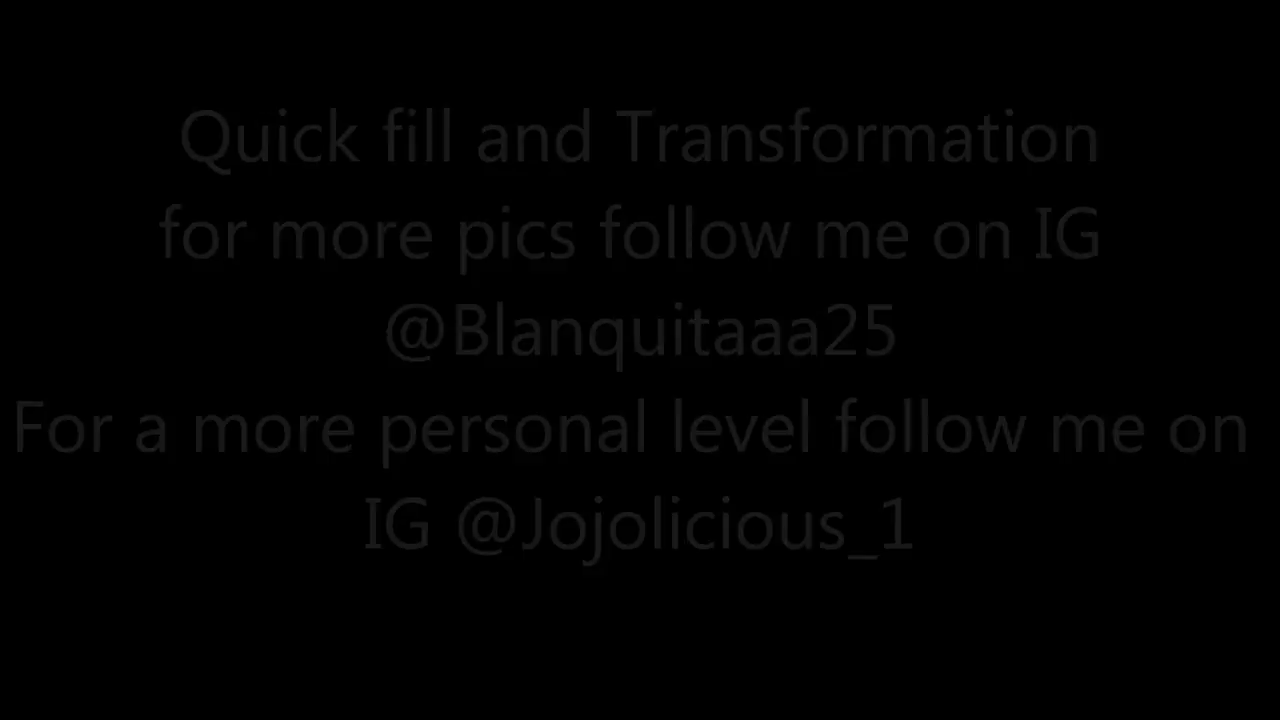 Quick fill and Transformation
for more pics follow me on IG
@Blanquitaaa25
For a more personal level follow me on
IG @Jojolicious_1